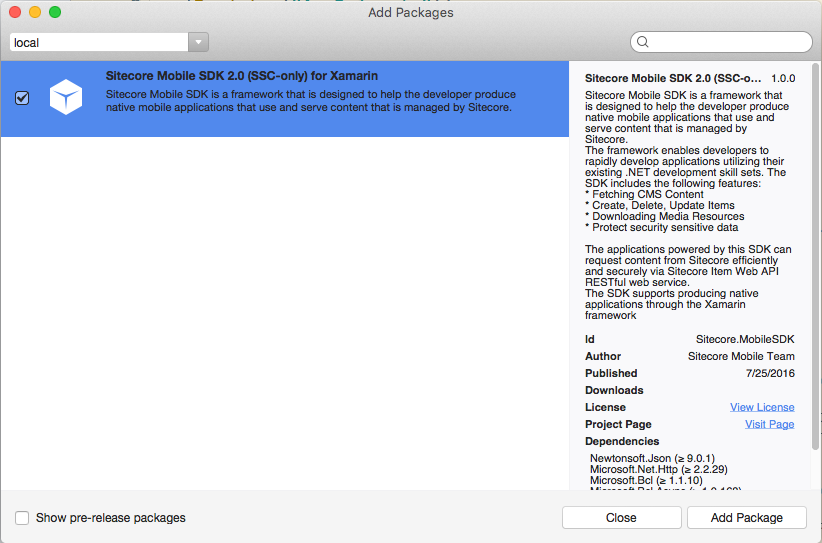 Add Packages
local
Sitecore Mobile SDK 2.0 (SSC-only) for Xamarin
Sitecore Mobile SDK is a framework that is designed to help the developer produce
native mobile applications that use and serve content that is managed by Sitecore.
Sitecore Mobile SDK 2.0 (SSC-o... 1.0.0
Sitecore Mobile SDK is a framework that
is designed to help the developer produce
native mobile applications that use and
serve content that is managed by
Sitecore.
The framework enables developers to
rapidly develop applications utilizing their
existing .NET development skill sets. The
SDK includes the following features:
* Fetching CMS Content
* Create, Delete, Update Items
* Downloading Media Resources
* Protect security sensitive data
The applications powered by this SDK can
request content from Sitecore efficiently
and securely via Sitecore Item Web API
RESTful web service.
The SDK supports producing native
applications through the Xamarin
framework
Id Sitecore.MobileSDK
Author Sitecore Mobile Team
Published 7/25/2016
Downloads
License View License
Project Page Visit Page
Dependencies
Newtonsoft.Json (≥ 9.0.1)
Microsoft.Net.Http (≥ 2.2.29)
Microsoft.Bcl (≥ 1.1.10)
Show pre-release packages
Close
Add Package